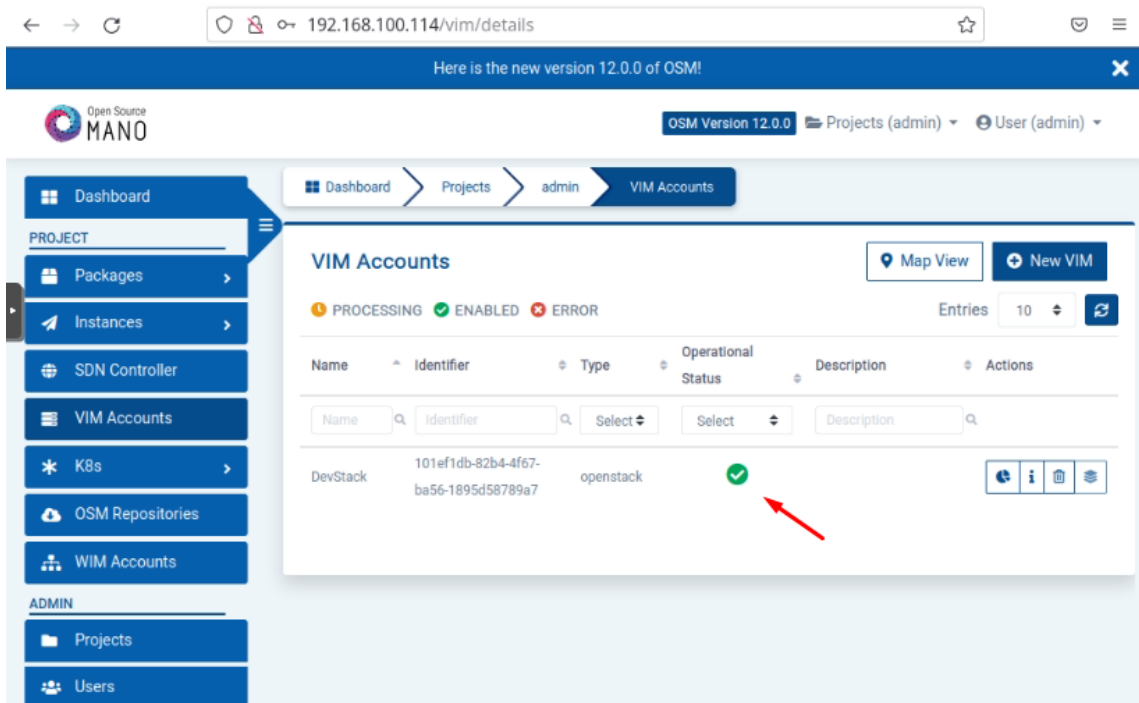 192.168.100.114/vim/details
Here is the new version 12.0.0 of OSM!
Open Source
MANO
OSM Version 12.0.0 Projects (admin) User (admin)
Dashboard
PROJECT
Packages
Instances
SDN Controller
VIM Accounts
K8s
OSM Repositories
WIM Accounts
ADMIN
Projects
Users
Dashboard Projects admin VIM Accounts
VIM Accounts Map View New VIM
PROCESSING ENABLED ERROR Entries 10
Name Identifier Type Operational Status Description Actions
Name Identifier Select Select Description
DevStack 101ef1db-82b4-4f67- openstack
ba56-1895d58789a7